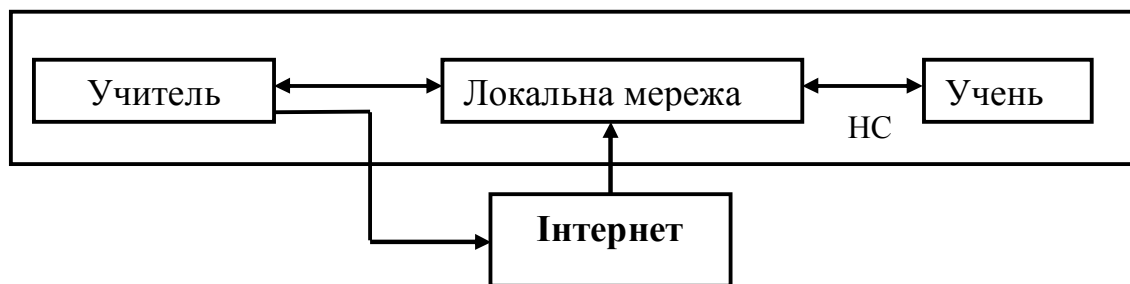 Учитель
Локальна мережа
Учень
НС
Інтернет